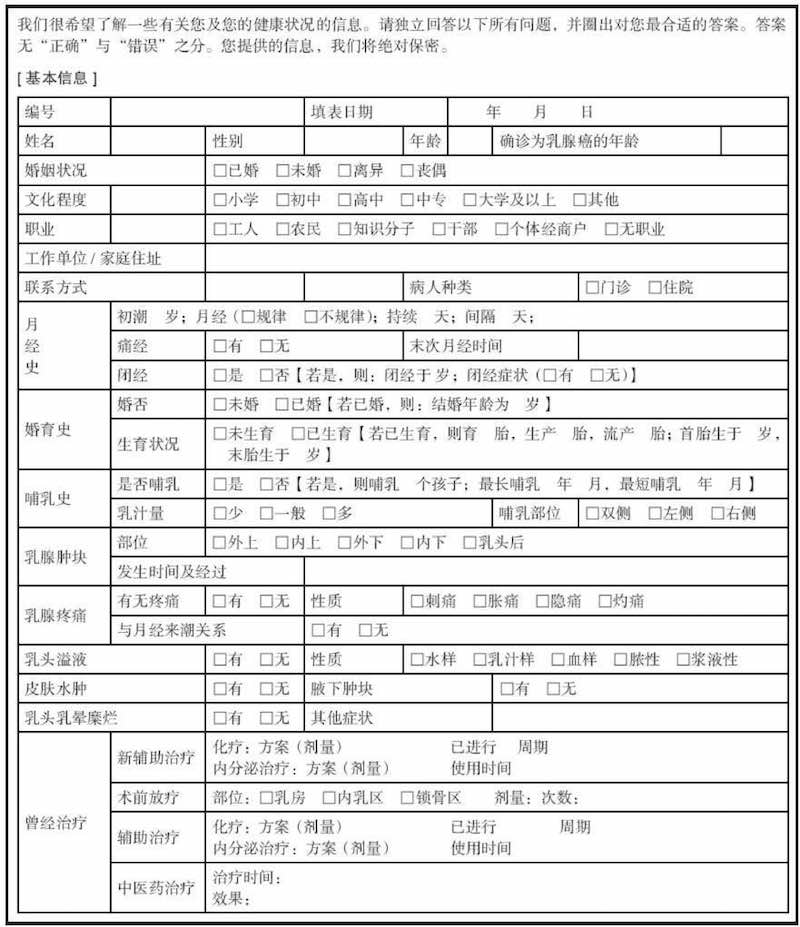 我们很希望了解一些有关您及您的健康状况的信息。请独立回答以下所有问题，并圈出对您最合适的答案。答案
无“正确”与“错误”之分。您提供的信息，我们将绝对保密。
[ 基本信息 ]
编号 填表日期 年 月 日
姓名 性别 年龄 确诊为乳腺癌的年龄
婚姻状况 □已婚 □未婚 □离异 □丧偶
文化程度 □小学 □初中 □高中 □中专 □大学及以上 □其他
职业 □工人 □农民 □知识分子 □干部 □个体经商户 □无职业
工作单位 / 家庭住址
联系方式 病人种类 □门诊 □住院
月经史
初潮 岁；月经（□规律 □不规律）；持续 天；间隔 天；
痛经 □有 □无 末次月经时间
闭经 □是 □否【若是，则：闭经于 岁；闭经症状（□有 □无）】
婚育史
婚否 □未婚 □已婚【若已婚，则：结婚年龄为 岁】
生育状况 □未生育 □已生育【若已生育，则育 胎，生产 胎，流产 胎；首胎生于 岁，
末胎生于 岁】
哺乳史
是否哺乳 □是 □否【若是，则哺乳 个孩子；最长哺乳 年 月，最短哺乳 年 月】
乳汁量 □少 □一般 □多 哺乳部位 □双侧 □左侧 □右侧
乳腺肿块
部位 □外上 □内上 □外下 □内下 □乳头后
发生时间及经过
乳腺疼痛
有无疼痛 □有 □无 性质 □刺痛 □胀痛 □隐痛 □灼痛
与月经来潮关系 □有 □无
乳头溢液 □有 □无 性质 □水样 □乳汁样 □血样 □脓性 □浆液性
皮肤水肿 □有 □无 腋下肿块 □有 □无
乳头乳晕糜烂 □有 □无 其他症状
曾经治疗
新辅助治疗 化疗：方案（剂量） 已进行 周期
内分泌治疗：方案（剂量） 使用时间
术前放疗 部位：□乳房 □内乳区 □锁骨区 剂量：次数：
辅助治疗 化疗：方案（剂量） 已进行 周期
内分泌治疗：方案（剂量） 使用时间
中医药治疗 治疗时间：
效果：